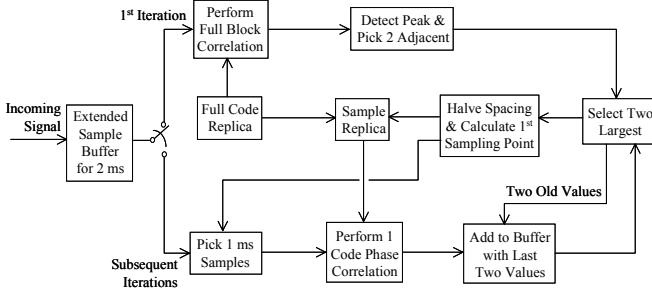 1st Iteration
Perform
Full Block
Correlation
Detect Peak &
Pick 2 Adjacent
Incoming
Signal
Extended
Sample
Buffer
for 2 ms
Full Code
Replica
Sample
Replica
Halve Spacing
& Calculate 1st
Sampling Point
Select Two
Largest
Two Old Values
Subsequent
Iterations
Pick 1 ms
Samples
Perform 1
Code Phase
Correlation
Add to Buffer
with Last
Two Values